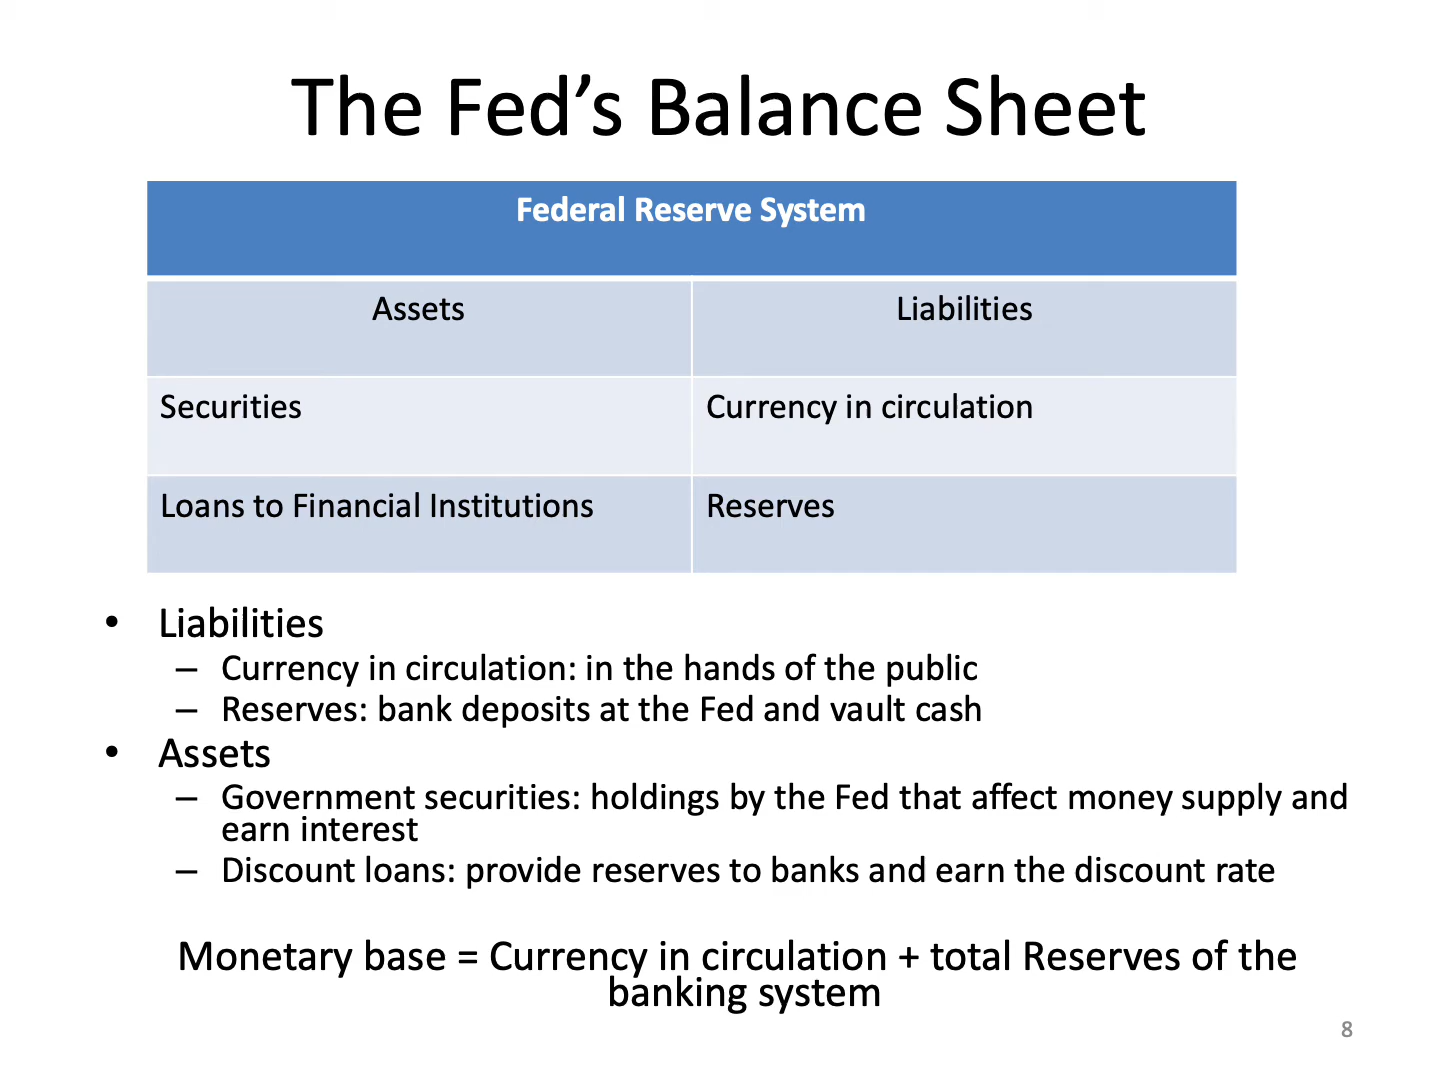 The Fed’s Balance Sheet
Federal Reserve System
Assets
Liabilities
Securities
Currency in circulation
Loans to Financial Institutions
Reserves
• Liabilities
– Currency in circulation: in the hands of the public
– Reserves: bank deposits at the Fed and vault cash
• Assets
– Government securities: holdings by the Fed that affect money supply and
earn interest
– Discount loans: provide reserves to banks and earn the discount rate
Monetary base = Currency in circulation + total Reserves of the
banking system
8